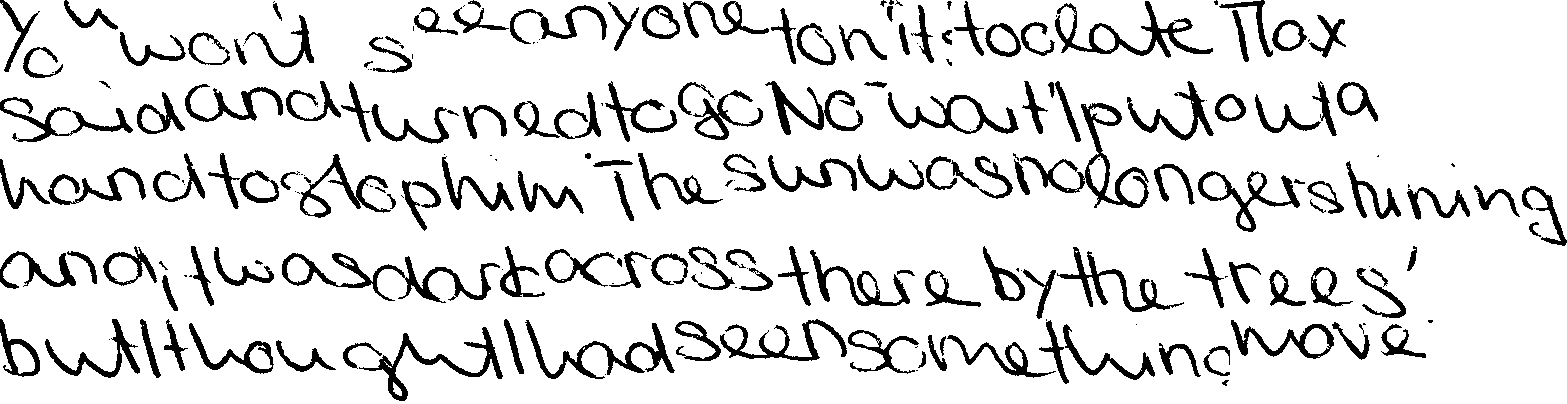 You won't see anyone ton it: to late Max
said and turned to go No - wait' I put out a
hand to stop him. The sun was no longer shining
and, it was dark across there by the trees'
but I thought I had seen something move.